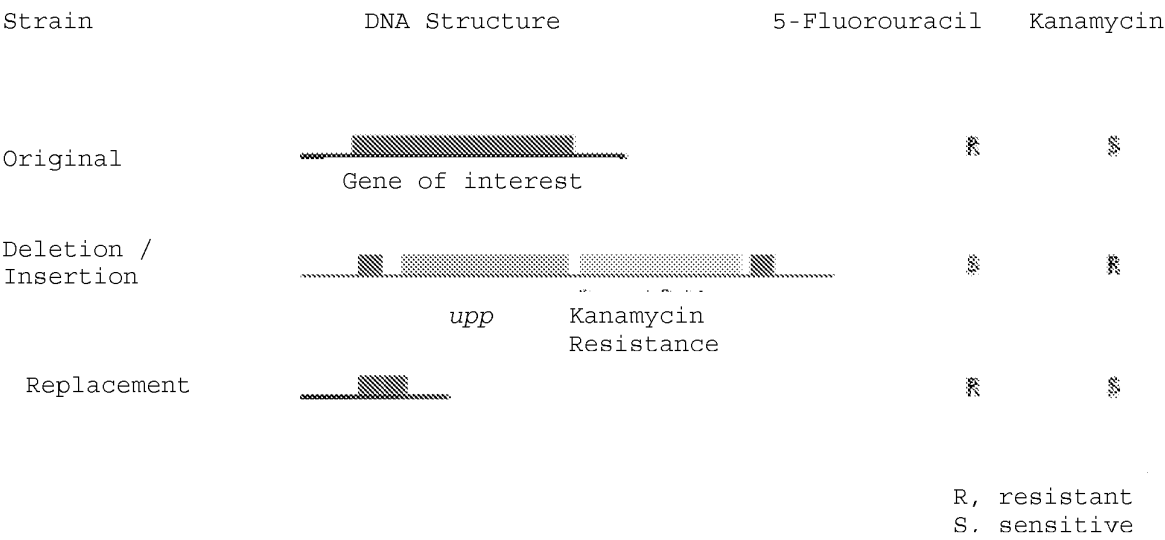 Strain DNA Structure 5-Fluorouracil Kanamycin
Original R S
Gene of interest
Deletion /
Insertion S R
upp Kanamycin
Resistance
Replacement R S
R, resistant
S. sensitive